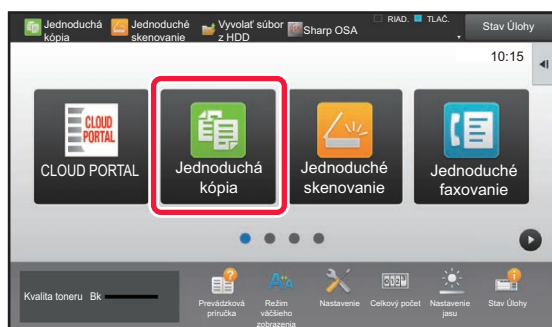 Jednoduchá
kópia
Jednoduché
skenovanie
Vyvolať súbor
z HDD
Sharp OSA
RIAD.
TLAČ.
Stav Úlohy
10:15
CLOUD
PORTAL
CLOUD PORTAL
Jednoduchá
kópia
Jednoduché
skenovanie
Jednoduché
faxovanie
Kvalita toneru Bk
Prevádzková
príručka
Režim
väčšieho
zobrazenia
Nastavenie
Celkový počet
Nastavenie
jasu
Stav Úlohy